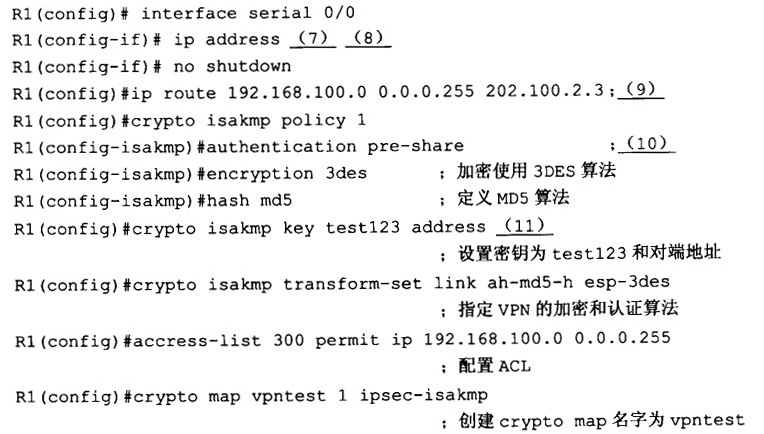 R1(config)# interface serial 0/0
R1(config-if)# ip address (7) (8)
R1(config-if)# no shutdown
R1(config)#ip route 192.168.100.0 0.0.0.255 202.100.2.3;(9)
R1(config)#crypto isakmp policy 1
R1(config-isakmp)#authentication pre-share ;(10)
R1(config-isakmp)#encryption 3des ;加密使用 3DES 算法
R1(config-isakmp)#hash md5 ;定义 MD5 算法
R1(config)#crypto isakmp key test123 address (11)
;设置密钥为 test123 和对端地址
R1(config)#crypto isakmp transform-set link ah-md5-h esp-3des
;指定 VPN 的加密和认证算法
R1(config)#accress-list 300 permit ip 192.168.100.0 0.0.0.255
;配置 ACL
R1(config)#crypto map vpntest 1 ipsec-isakmp
;创建 crypto map 名字为 vpntest